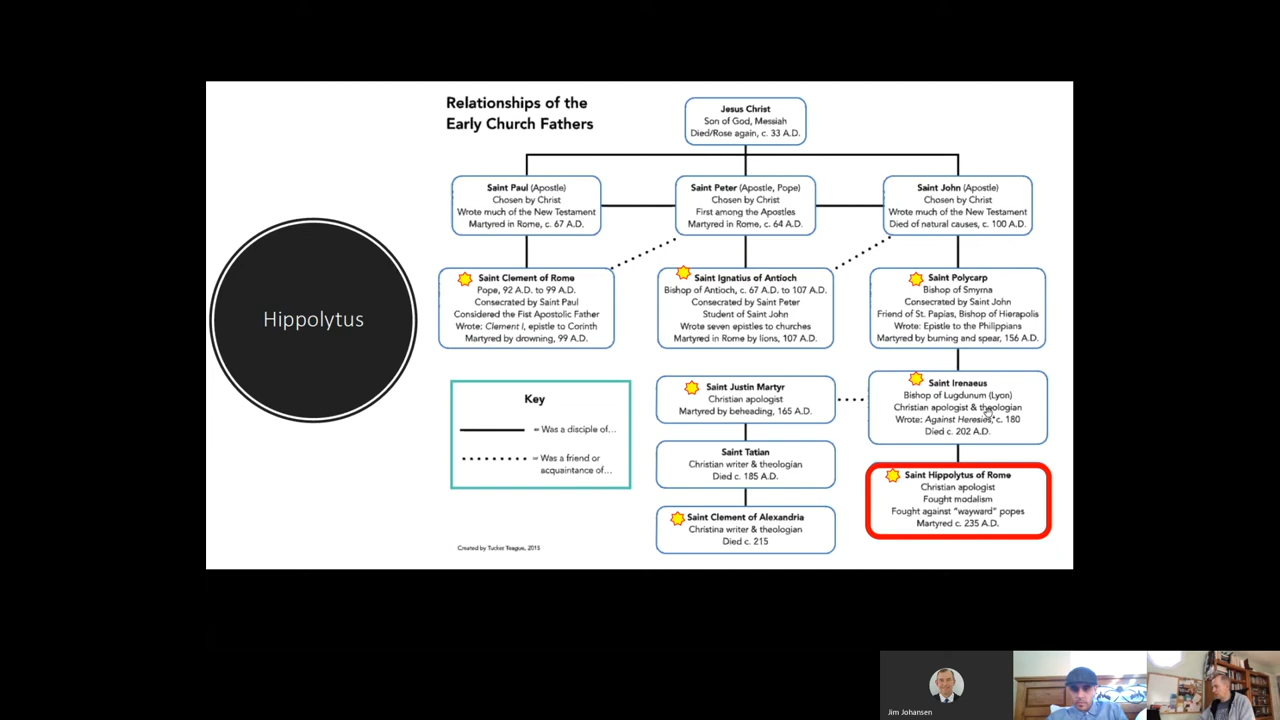 Relationships of the
Early Church Fathers
Jesus Christ
Son of God, Messiah
Died/Rose again, c. 33 A.D.
Saint Paul (Apostle)
Chosen by Christ
Wrote much of the New Testament
Martyred in Rome, c. 67 A.D.
Saint Peter (Apostle, Pope)
Chosen by Christ
First among the Apostles
Martyred in Rome, c. 64 A.D.
Saint John (Apostle)
Chosen by Christ
Wrote much of the New Testament
Died of natural causes, c. 100 A.D.
Hippolytus
Saint Clement of Rome
Pope, 92 A.D. to 99 A.D.
Consecrated by Saint Paul
Considered the Fist Apostolic Father
Wrote: Clement I, epistle to Corinth
Martyred by drowning, 99 A.D.
Saint Ignatius of Antioch
Bishop of Antioch, c. 67 A.D. to 107 A.D.
Consecrated by Saint Peter
Student of Saint John
Wrote seven epistles to churches
Martyred in Rome by lions, 107 A.D.
Saint Polycarp
Bishop of Smyrna
Consecrated by Saint John
Friend of St. Papias, Bishop of Hierapolis
Wrote: Epistle to the Philippians
Martyred by burning and spear, 156 A.D.
Key
= Was a disciple of...
= Was a friend or
acquaintance of...
Saint Justin Martyr
Christian apologist
Martyred by beheading, 165 A.D.
Saint Irenaeus
Bishop of Lugdunum (Lyon)
Christian apologist & theologian
Wrote: Against Heresies, c. 180
Died c. 202 A.D.
Saint Tatian
Christian writer & theologian
Died c. 185 A.D.
Saint Hippolytus of Rome
Christian apologist
Fought modalism
Fought against "wayward" popes
Martyred c. 235 A.D.
Saint Clement of Alexandria
Christina writer & theologian
Died c. 215
Created by Tucker Teague, 2015
Jim Johansen